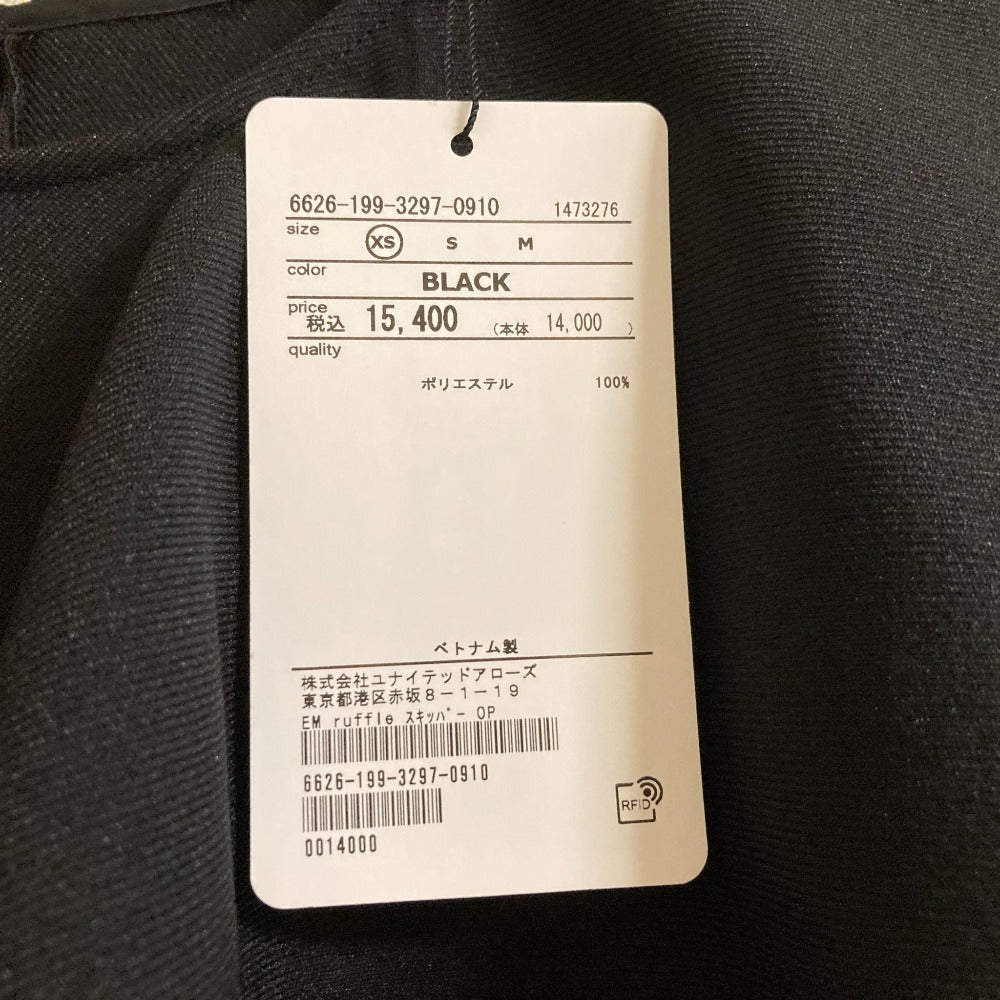 6626-199-3297-0910 1473276
size XS S M
color BLACK
price 税込 15,400 (本体 14,000 )
quality
ポリエステル 100%
ベトナム製
株式会社ユナイテッドアローズ
東京都港区赤坂8-1-19
EM ruffle ｽｷｯﾊﾟｰ OP
6626-199-3297-0910
RFID
0014000